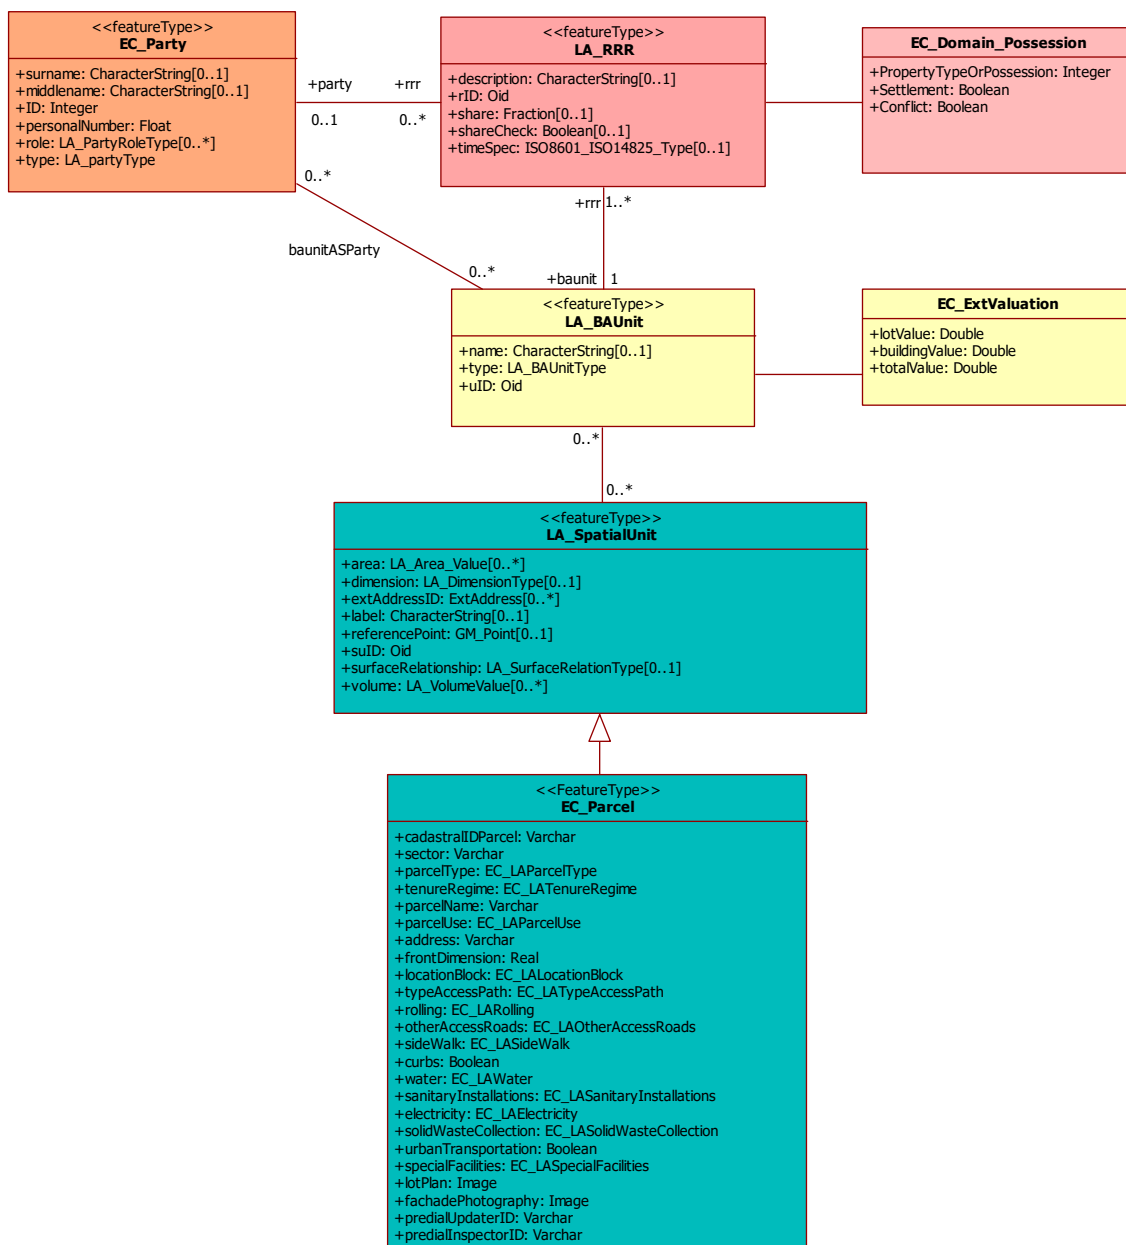 <<featureType>>
EC_Party
+surname: CharacterString[0..1]
+middlename: CharacterString[0..1]
+ID: Integer
+personalNumber: Float
+role: LA_PartyRoleType[0..*]
+type: LA_partyType
+party
+rrr
0..1
0..*
<<featureType>>
LA_RRR
+description: CharacterString[0..1]
+rID: Oid
+share: Fraction[0..1]
+shareCheck: Boolean[0..1]
+timeSpec: ISO8601_ISO14825_Type[0..1]
EC_Domain_Possession
+PropertyTypeOrPossession: Integer
+Settlement: Boolean
+Conflict: Boolean
0..*
baunitASParty
0..*
+rrr
1..*
+baunit
1
<<featureType>>
LA_BAUnit
+name: CharacterString[0..1]
+type: LA_BAUnitType
+uID: Oid
EC_ExtValuation
+lotValue: Double
+buildingValue: Double
+totalValue: Double
0..*
0..*
<<featureType>>
LA_SpatialUnit
+area: LA_Area_Value[0..*]
+dimension: LA_DimensionType[0..1]
+extAddressID: ExtAddress[0..*]
+label: CharacterString[0..1]
+referencePoint: GM_Point[0..1]
+suID: Oid
+surfaceRelationship: LA_SurfaceRelationType[0..1]
+volume: LA_VolumeValue[0..*]
<<FeatureType>>
EC_Parcel
+cadastralIDParcel: Varchar
+sector: Varchar
+parcelType: EC_LAParcelType
+tenureRegime: EC_LATenureRegime
+parcelName: Varchar
+parcelUse: EC_LAParcelUse
+address: Varchar
+frontDimension: Real
+locationBlock: EC_LALocationBlock
+typeAccessPath: EC_LATypeAccessPath
+rolling: EC_LARolling
+otherAccessRoads: EC_LAOtherAccessRoads
+sideWalk: EC_LASideWalk
+curbs: Boolean
+water: EC_LAWater
+sanitaryInstallations: EC_LASanitaryInstallations
+electricity: EC_LAElectricity
+solidWasteCollection: EC_LASolidWasteCollection
+urbanTransportation: Boolean
+specialFacilities: EC_LASpecialFacilities
+lotPlan: Image
+fachadePhotography: Image
+predialUpdaterID: Varchar
+predialInspectorID: Varchar